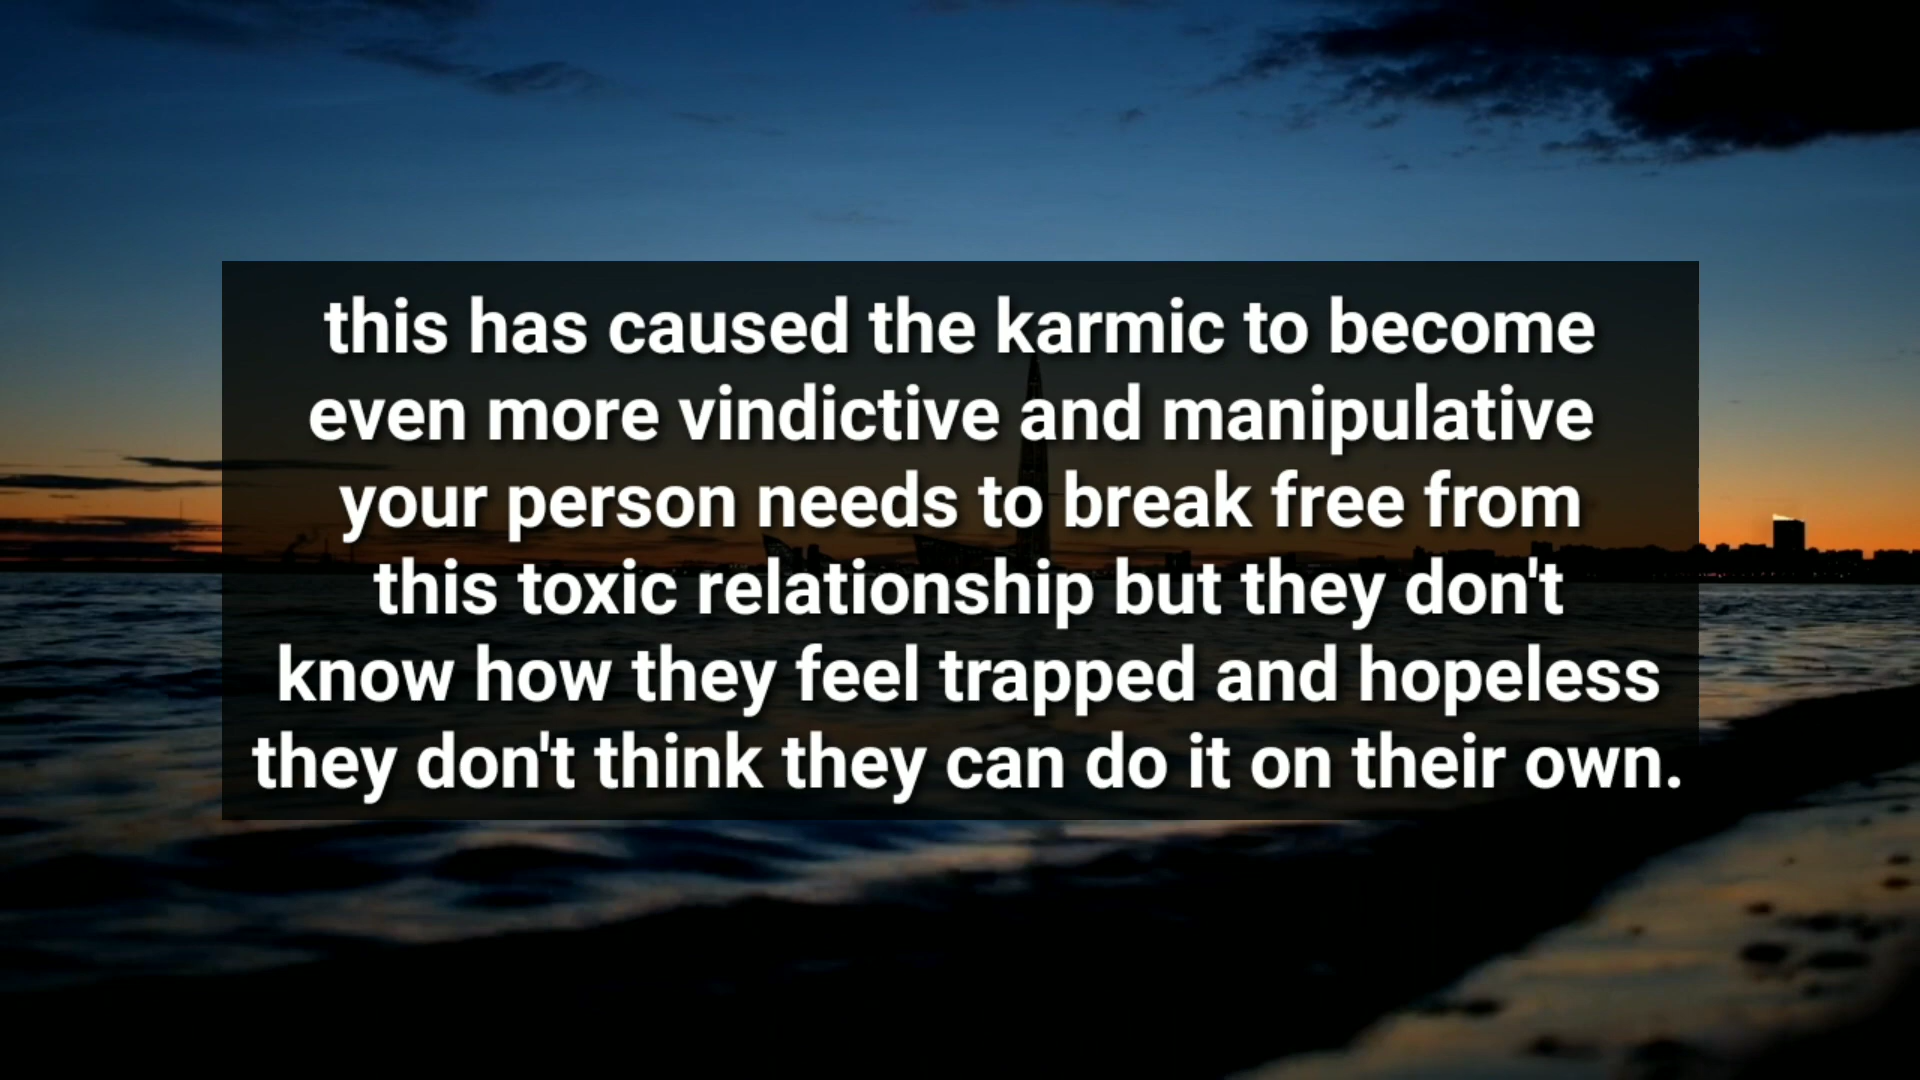 this has caused the karmic to become
even more vindictive and manipulative
your person needs to break free from
this toxic relationship but they don't
know how they feel trapped and hopeless
they don't think they can do it on their own.